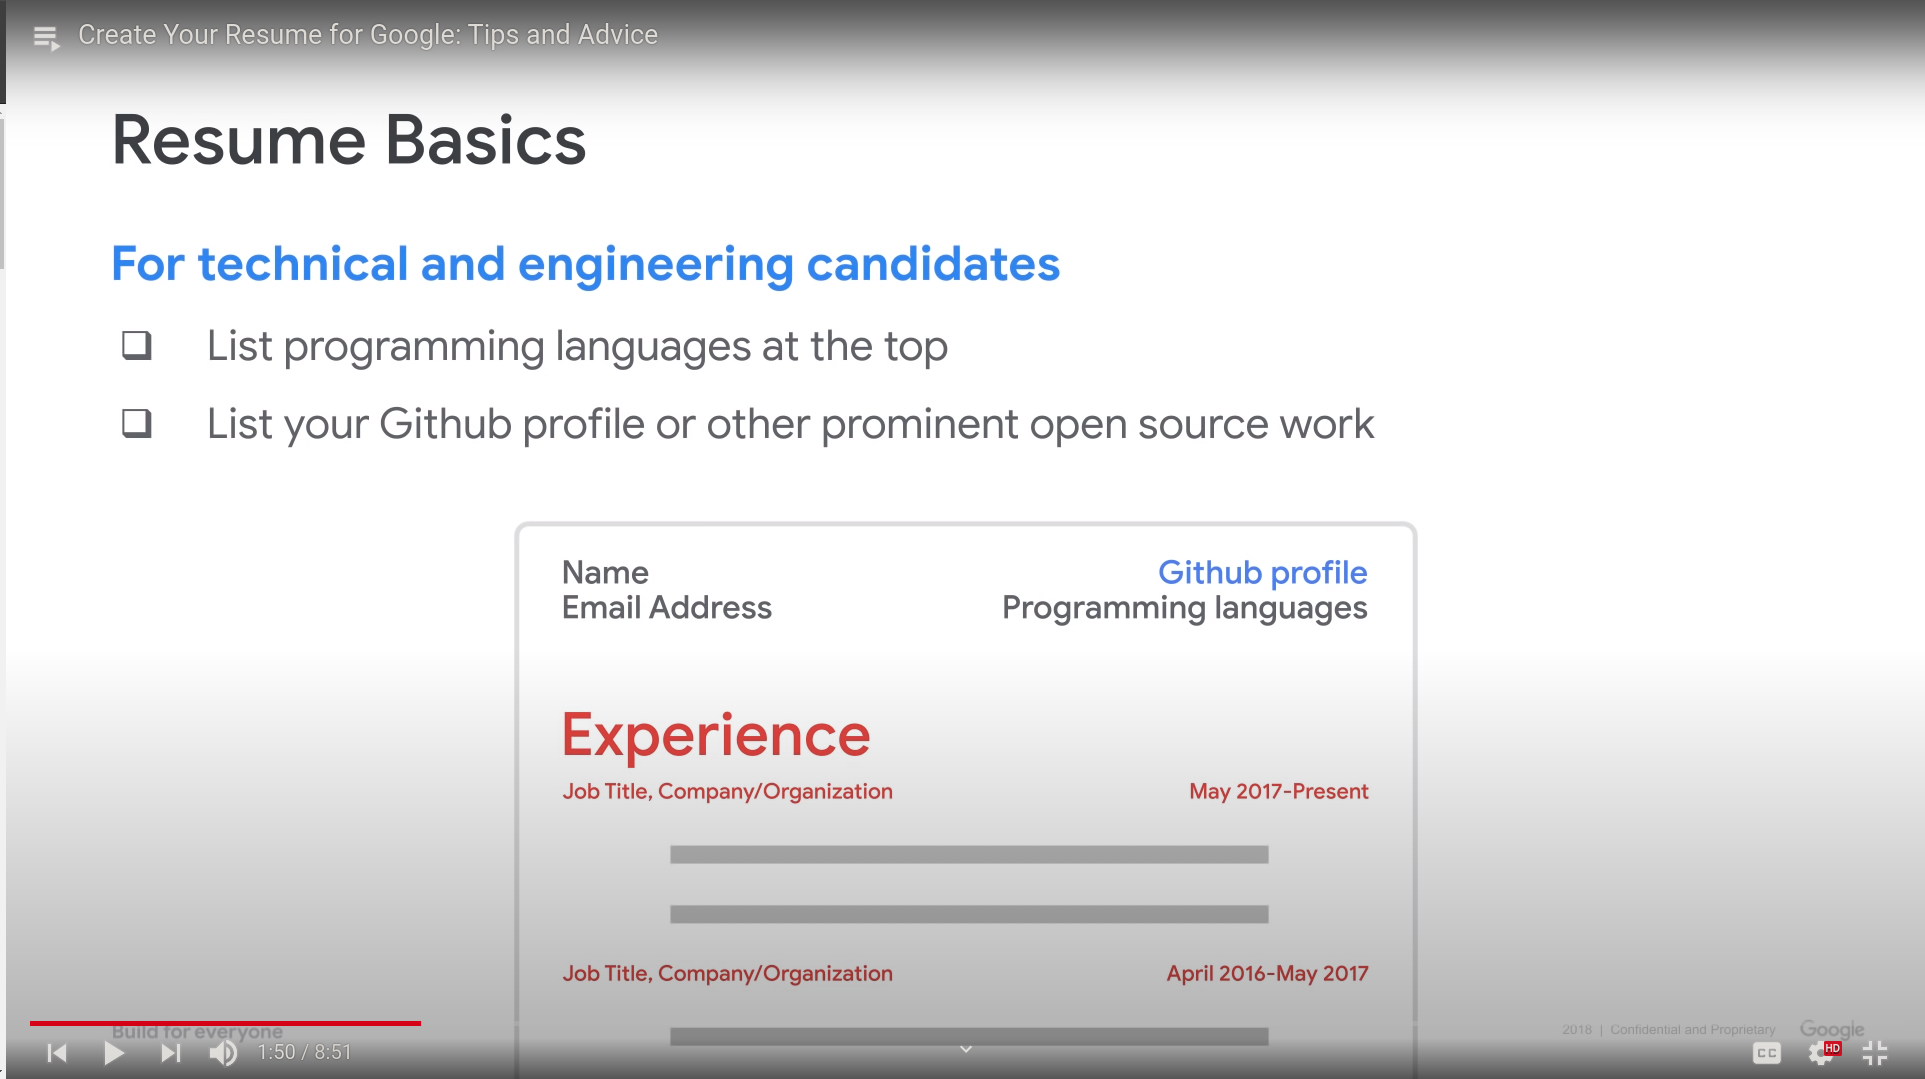 Create Your Resume for Google: Tips and Advice
Resume Basics
For technical and engineering candidates
List programming languages at the top
List your Github profile or other prominent open source work
Name
Github profile
Email Address
Programming languages
Experience
Job Title, Company/Organization
May 2017-Present
Job Title, Company/Organization
April 2016-May 2017
Build for everyone
2018 | Confidential and Proprietary
Google
1:50 / 8:51
CC
HD